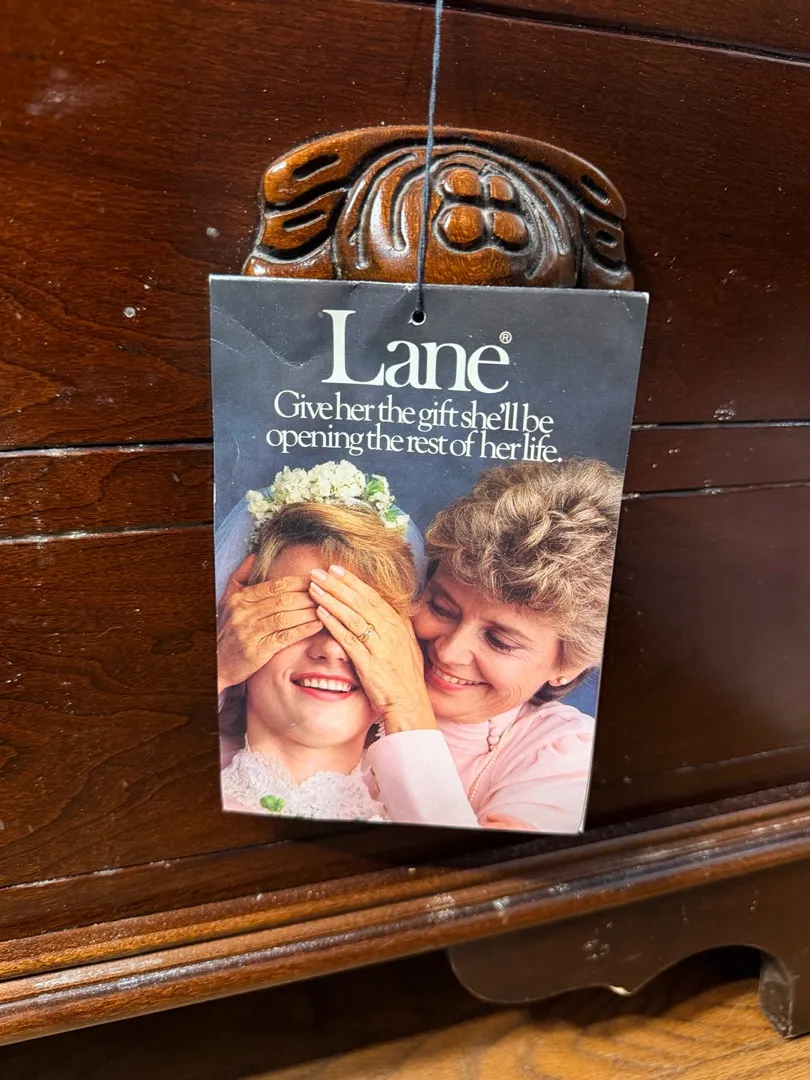 Lane®
Give her the gift she'll be
opening the rest of her life.